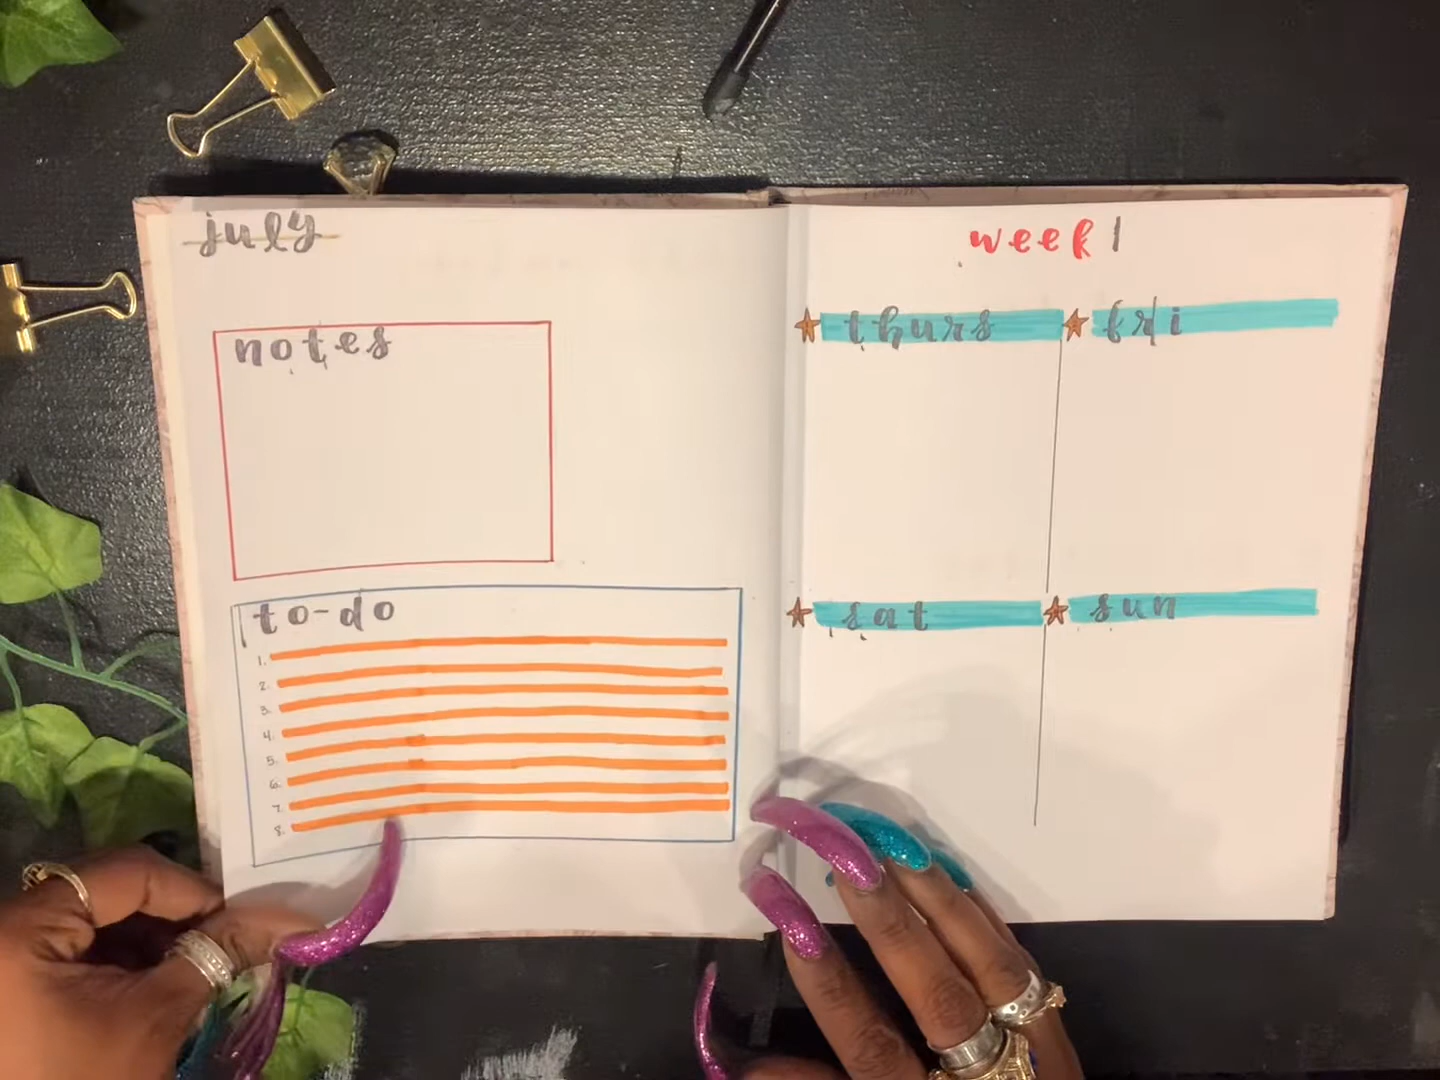 july
notes
to-do
1.
2.
3.
4.
5.
6.
7.
8.
week 1
thurs fri
sat sun